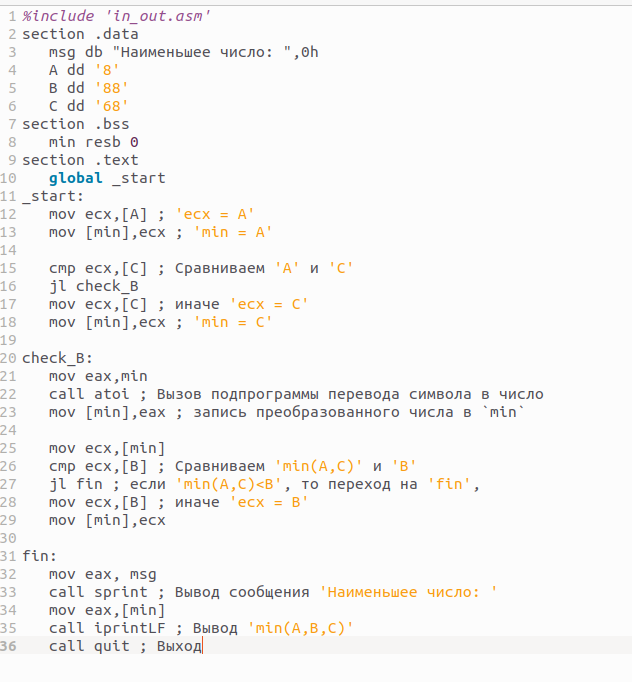 1 %include 'in_out.asm'
2 section .data
3    msg db "Наименьшее число: ",0h
4    A dd '8'
5    B dd '88'
6    C dd '68'
7 section .bss
8    min resb 0
9 section .text
10    global _start
11 _start:
12    mov ecx,[A] ; 'ecx = A'
13    mov [min],ecx ; 'min = A'
14
15    cmp ecx,[C] ; Сравниваем 'A' и 'C'
16    jl check_B
17    mov ecx,[C] ; иначе 'ecx = C'
18    mov [min],ecx ; 'min = C'
19
20 check_B:
21    mov eax,min
22    call atoi ; Вызов подпрограммы перевода символа в число
23    mov [min],eax ; запись преобразованного числа в `min`
24
25    mov ecx,[min]
26    cmp ecx,[B] ; Сравниваем 'min(A,C)' и 'B'
27    jl fin ; если 'min(A,C)<B', то переход на 'fin',
28    mov ecx,[B] ; иначе 'ecx = B'
29    mov [min],ecx
30
31 fin:
32    mov eax, msg
33    call sprint ; Вывод сообщения 'Наименьшее число: '
34    mov eax,[min]
35    call iprintLF ; Вывод 'min(A,B,C)'
36    call quit ; Выход